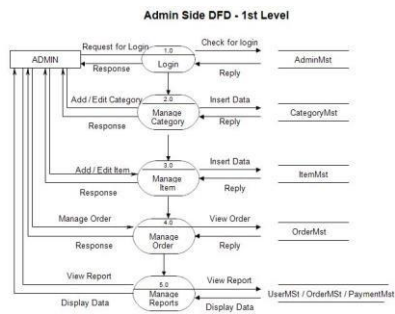 Admin Side DFD - 1st Level
ADMIN
Request for Login
Response
1.0
Login
Check for login
Reply
AdminMst
Add / Edit Category
Response
2.0
Manage
Category
Insert Data
Reply
CategoryMst
Add / Edit Item
Response
3.0
Manage
Item
Insert Data
Reply
ItemMst
Manage Order
Response
4.0
Manage
Order
View Order
Reply
OrderMst
View Report
Display Data
5.0
Manage
Reports
View Report
Display Data
UserMSt / OrderMSt / PaymentMst